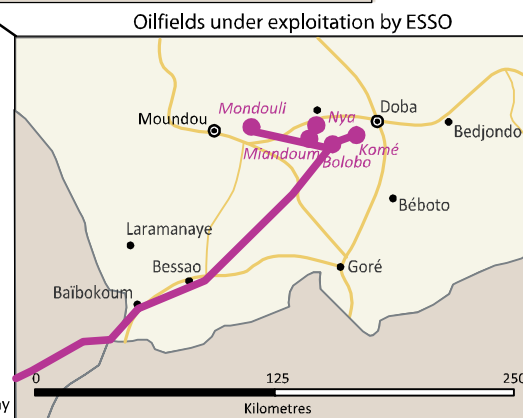 Oilfields under exploitation by ESSO
Mondouli
Nya
Doba
Moundou
Bedjondo
Miandoum
Bolobo
Komé
Béboto
Laramanaye
Bessao
Goré
Baïbokoum
0
125
250
Kilometres